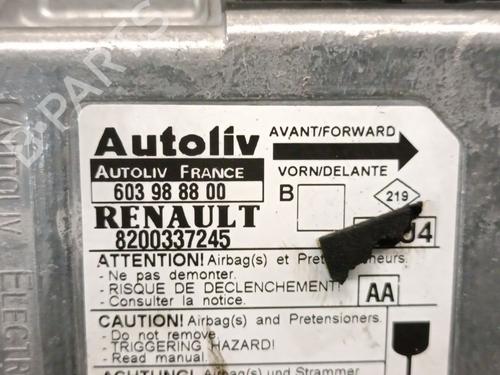 Autoliv
AVANT/FORWARD
AUTOLIV FRANCE
VORN/DELANTE
603 98 88 00
B
219
RENAULT
8200337245
ATTENTION! Airbag(s) et
- Ne pas demonter.
- RISQUE DE DECLENCHEMENT!
- Consulter la notice.
AA
CAUTION! Airbag(s) and Pretensioners.
- Do not remove.
- TRIGGERING HAZARD!
- Read manual.
ACHTUNG! Airbag(s) und Strammer
B-PARTS